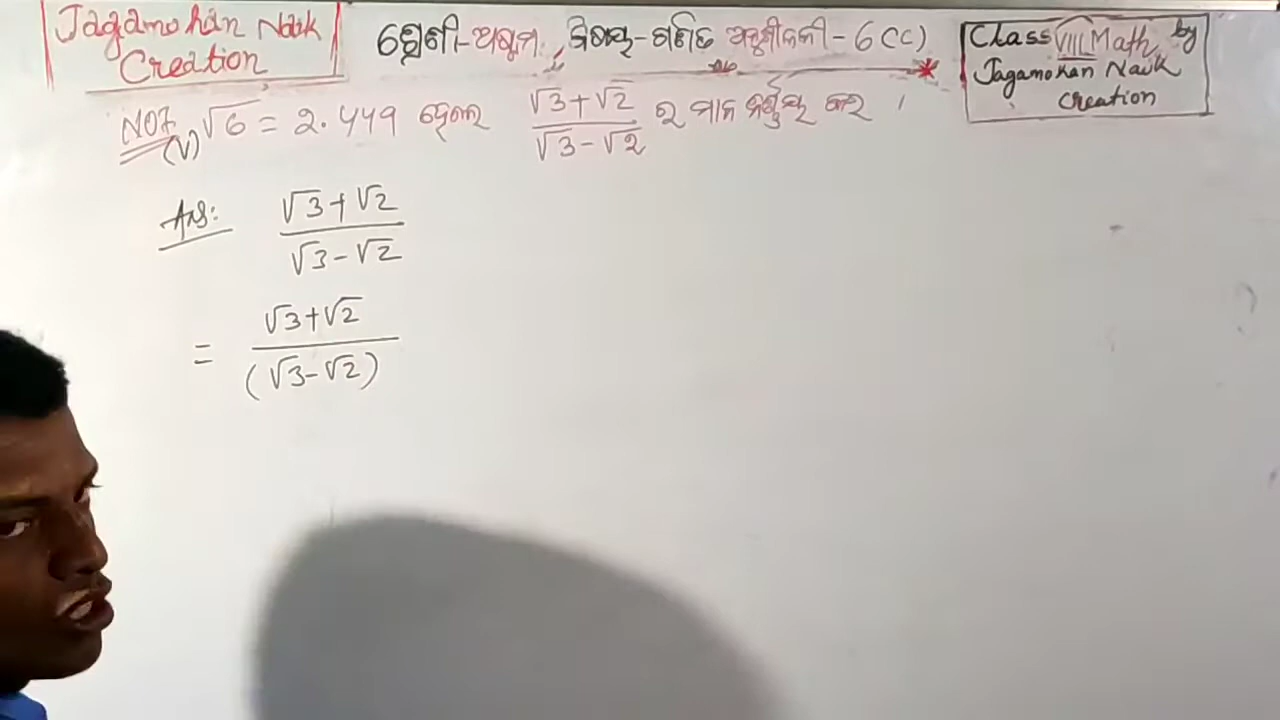 Jagamohan Naik
Creation
ଶ୍ରେଣୀ-ଅଷ୍ଟମ, ବିଷୟ-ଗଣିତ ଅନୁଶୀଳନୀ-6(C)
Class VIII Math by
Jagamohan Naik
creation
NO7 (V) √6 = 2.449 ହେଲେ (√3+√2)/(√3-√2) ର ମାନ ନିର୍ଣ୍ଣୟ କର ।
Ans: (√3+√2)/(√3-√2)
= (√3+√2)/(√3-√2)